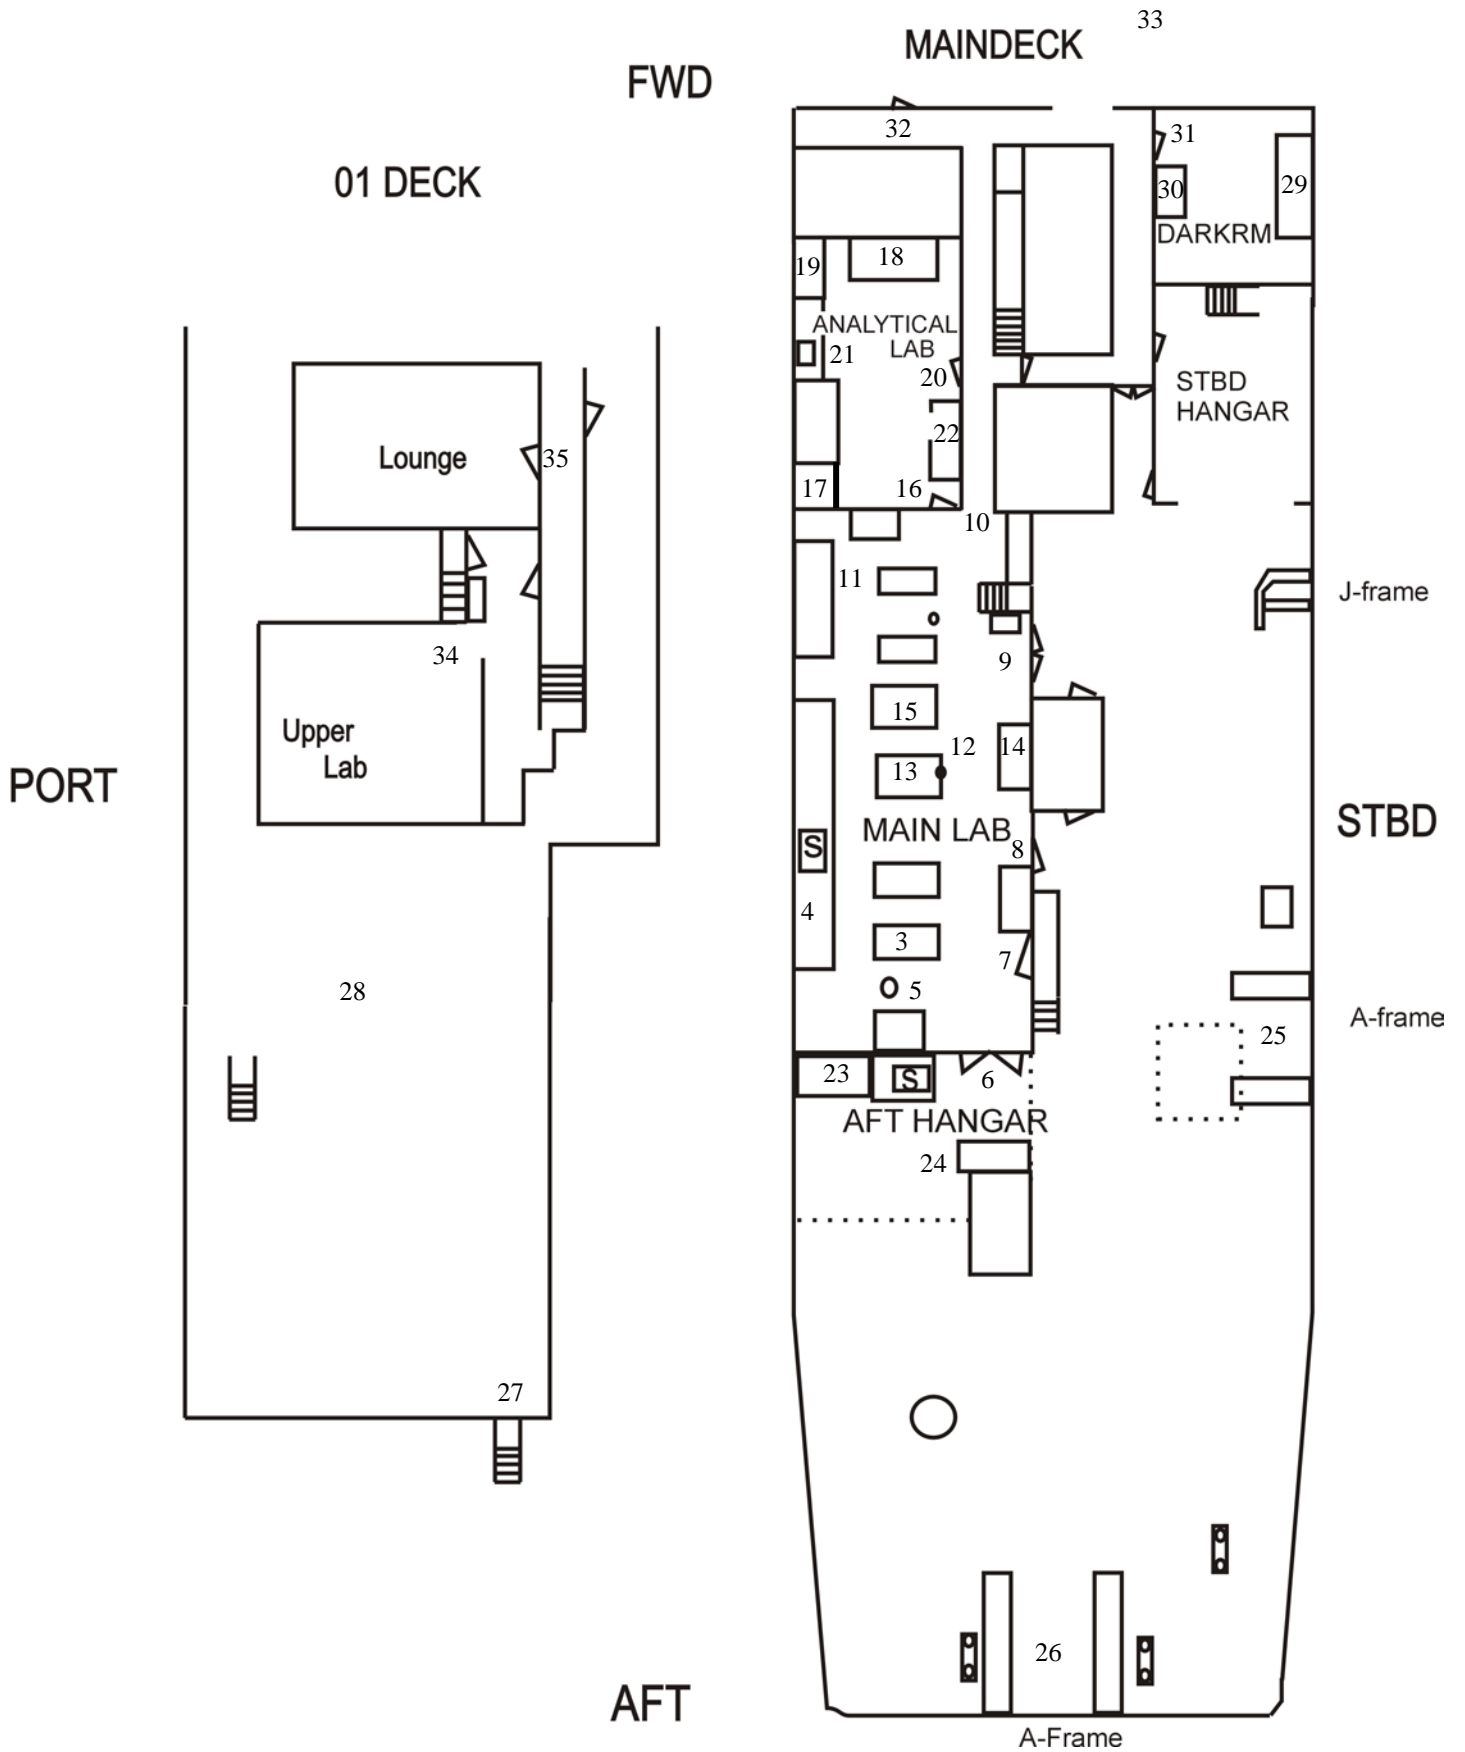 33
MAINDECK
FWD
32
31
01 DECK
30
29
DARKRM
18
19
ANALYTICAL
LAB
21
20
STBD
HANGAR
22
Lounge
35
17
16
10
11
J-frame
34
9
15
Upper
Lab
12
14
13
PORT
STBD
MAIN LAB
S
8
4
3
7
28
5
A-frame
25
23
S
6
AFT HANGAR
24
27
26
AFT
A-Frame